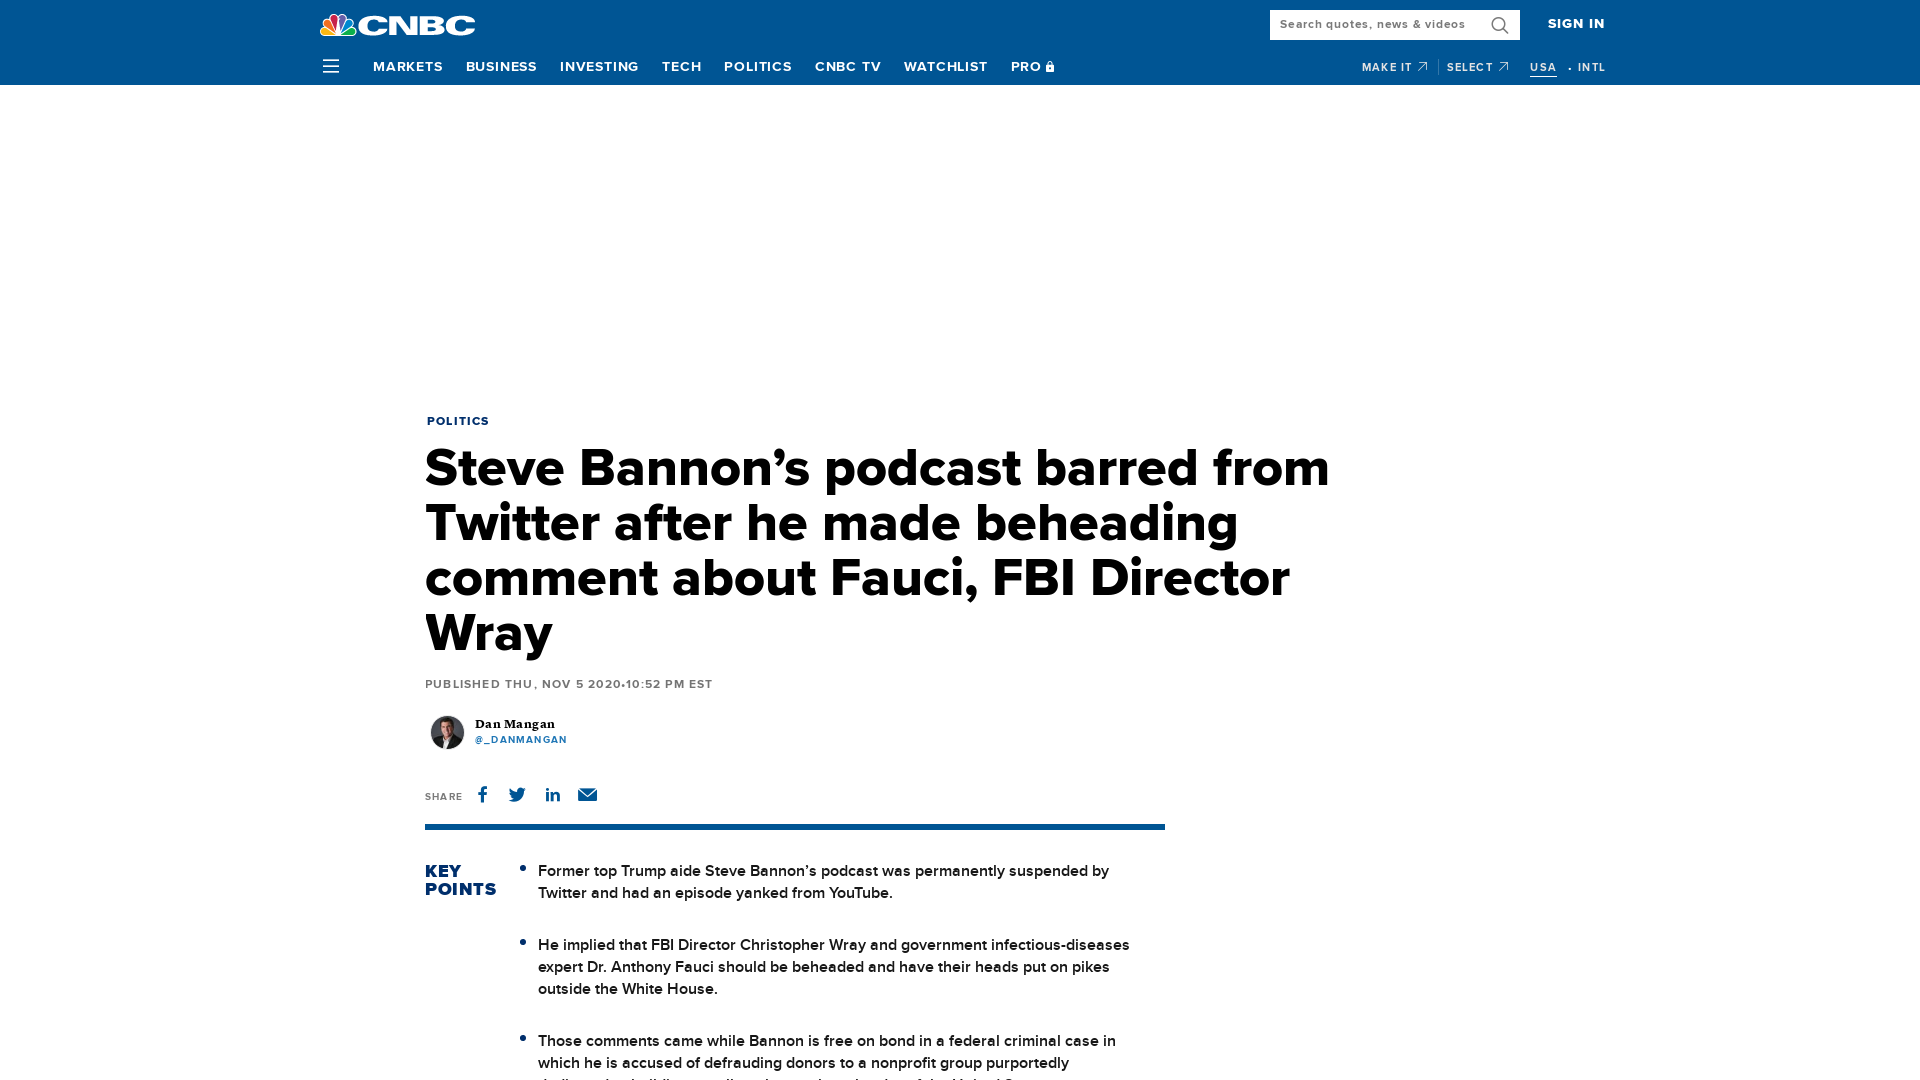 CNBC
Search quotes, news & videos
SIGN IN
MARKETS BUSINESS INVESTING TECH POLITICS CNBC TV WATCHLIST PRO
MAKE IT SELECT USA • INTL
POLITICS
Steve Bannon’s podcast barred from
Twitter after he made beheading
comment about Fauci, FBI Director
Wray
PUBLISHED THU, NOV 5 2020•10:52 PM EST
Dan Mangan
@_DANMANGAN
SHARE
KEY
POINTS
Former top Trump aide Steve Bannon’s podcast was permanently suspended by
Twitter and had an episode yanked from YouTube.
He implied that FBI Director Christopher Wray and government infectious-diseases
expert Dr. Anthony Fauci should be beheaded and have their heads put on pikes
outside the White House.
Those comments came while Bannon is free on bond in a federal criminal case in
which he is accused of defrauding donors to a nonprofit group purportedly